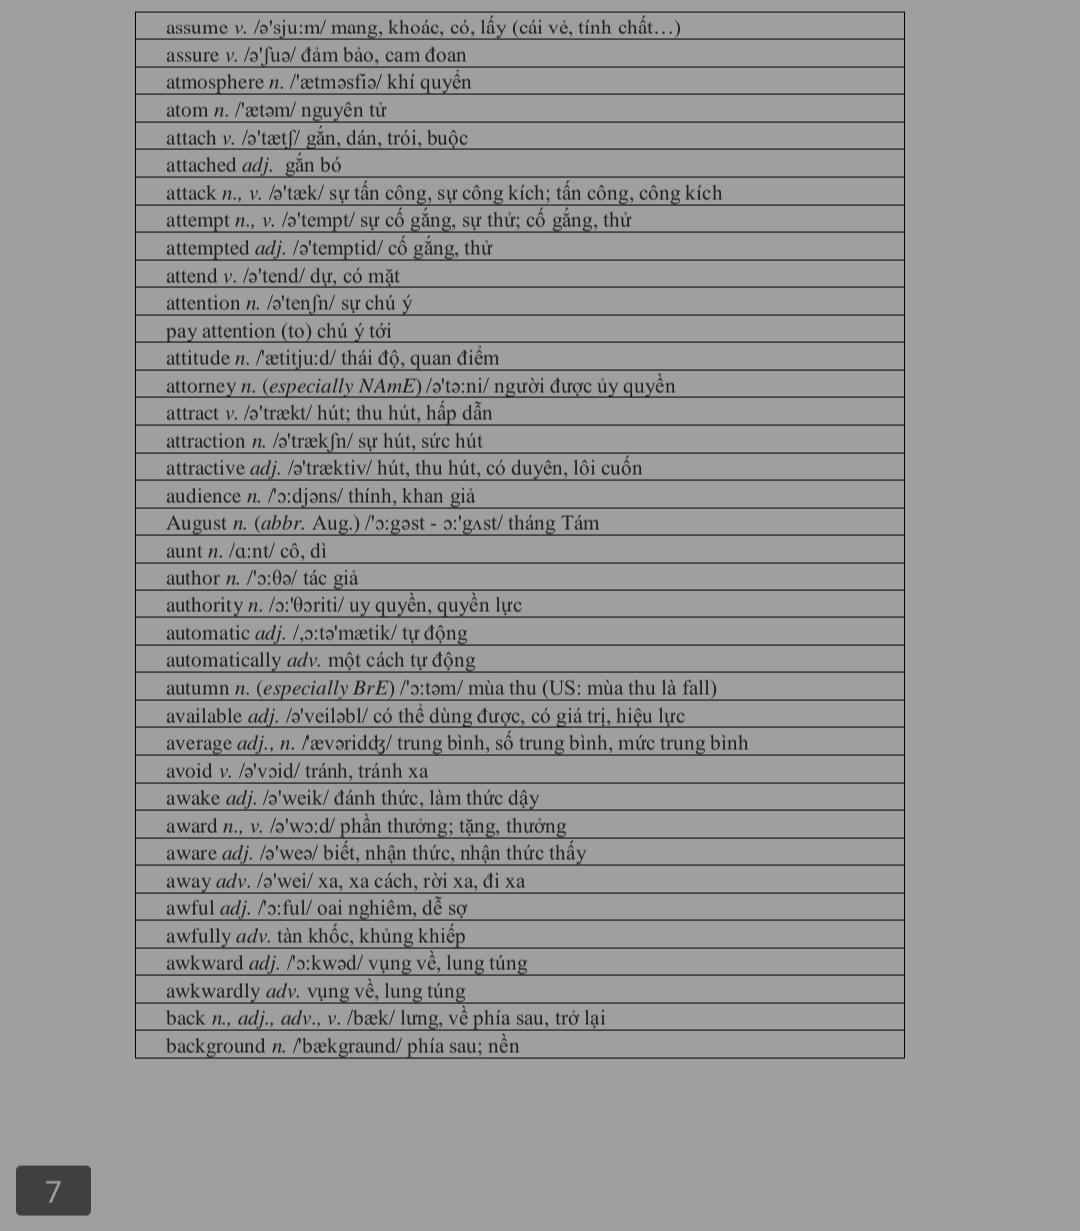 assume v. /ə'sju:m/ mang, khoác, có, lấy (cái vẻ, tính chất…)
assure v. /ə'ʃuə/ đảm bảo, cam đoan
atmosphere n. /'ætməsfiə/ khí quyển
atom n. /'ætəm/ nguyên tử
attach v. /ə'tætʃ/ gắn, dán, trói, buộc
attached adj. gắn bó
attack n., v. /ə'tæk/ sự tấn công, sự công kích; tấn công, công kích
attempt n., v. /ə'tempt/ sự cố gắng, sự thử; cố gắng, thử
attempted adj. /ə'temptid/ cố gắng, thử
attend v. /ə'tend/ dự, có mặt
attention n. /ə'tenʃn/ sự chú ý
pay attention (to) chú ý tới
attitude n. /'ætitju:d/ thái độ, quan điểm
attorney n. (especially NAmE) /ə'tə:ni/ người được ủy quyền
attract v. /ə'trækt/ hút; thu hút, hấp dẫn
attraction n. /ə'trækʃn/ sự hút, sức hút
attractive adj. /ə'træktiv/ hút, thu hút, có duyên, lôi cuốn
audience n. /'ɔ:djəns/ thính, khan giả
August n. (abbr. Aug.) /'ɔ:gəst - ɔ:'gʌst/ tháng Tám
aunt n. /ɑ:nt/ cô, dì
author n. /'ɔ:θə/ tác giả
authority n. /ɔ:'θɔriti/ uy quyền, quyền lực
automatic adj. /,ɔ:tə'mætik/ tự động
automatically adv. một cách tự động
autumn n. (especially BrE) /'ɔ:təm/ mùa thu (US: mùa thu là fall)
available adj. /ə'veiləbl/ có thể dùng được, có giá trị, hiệu lực
average adj., n. /'ævəridʤ/ trung bình, số trung bình, mức trung bình
avoid v. /ə'vɔid/ tránh, tránh xa
awake adj. /ə'weik/ đánh thức, làm thức dậy
award n., v. /ə'wɔ:d/ phần thưởng; tặng, thưởng
aware adj. /ə'weə/ biết, nhận thức, nhận thức thấy
away adv. /ə'wei/ xa, xa cách, rời xa, đi xa
awful adj. /'ɔ:ful/ oai nghiêm, dễ sợ
awfully adv. tàn khốc, khủng khiếp
awkward adj. /'ɔ:kwəd/ vụng về, lung túng
awkwardly adv. vụng về, lung túng
back n., adj., adv., v. /bæk/ lưng, về phía sau, trở lại
background n. /'bækgraund/ phía sau; nền
7